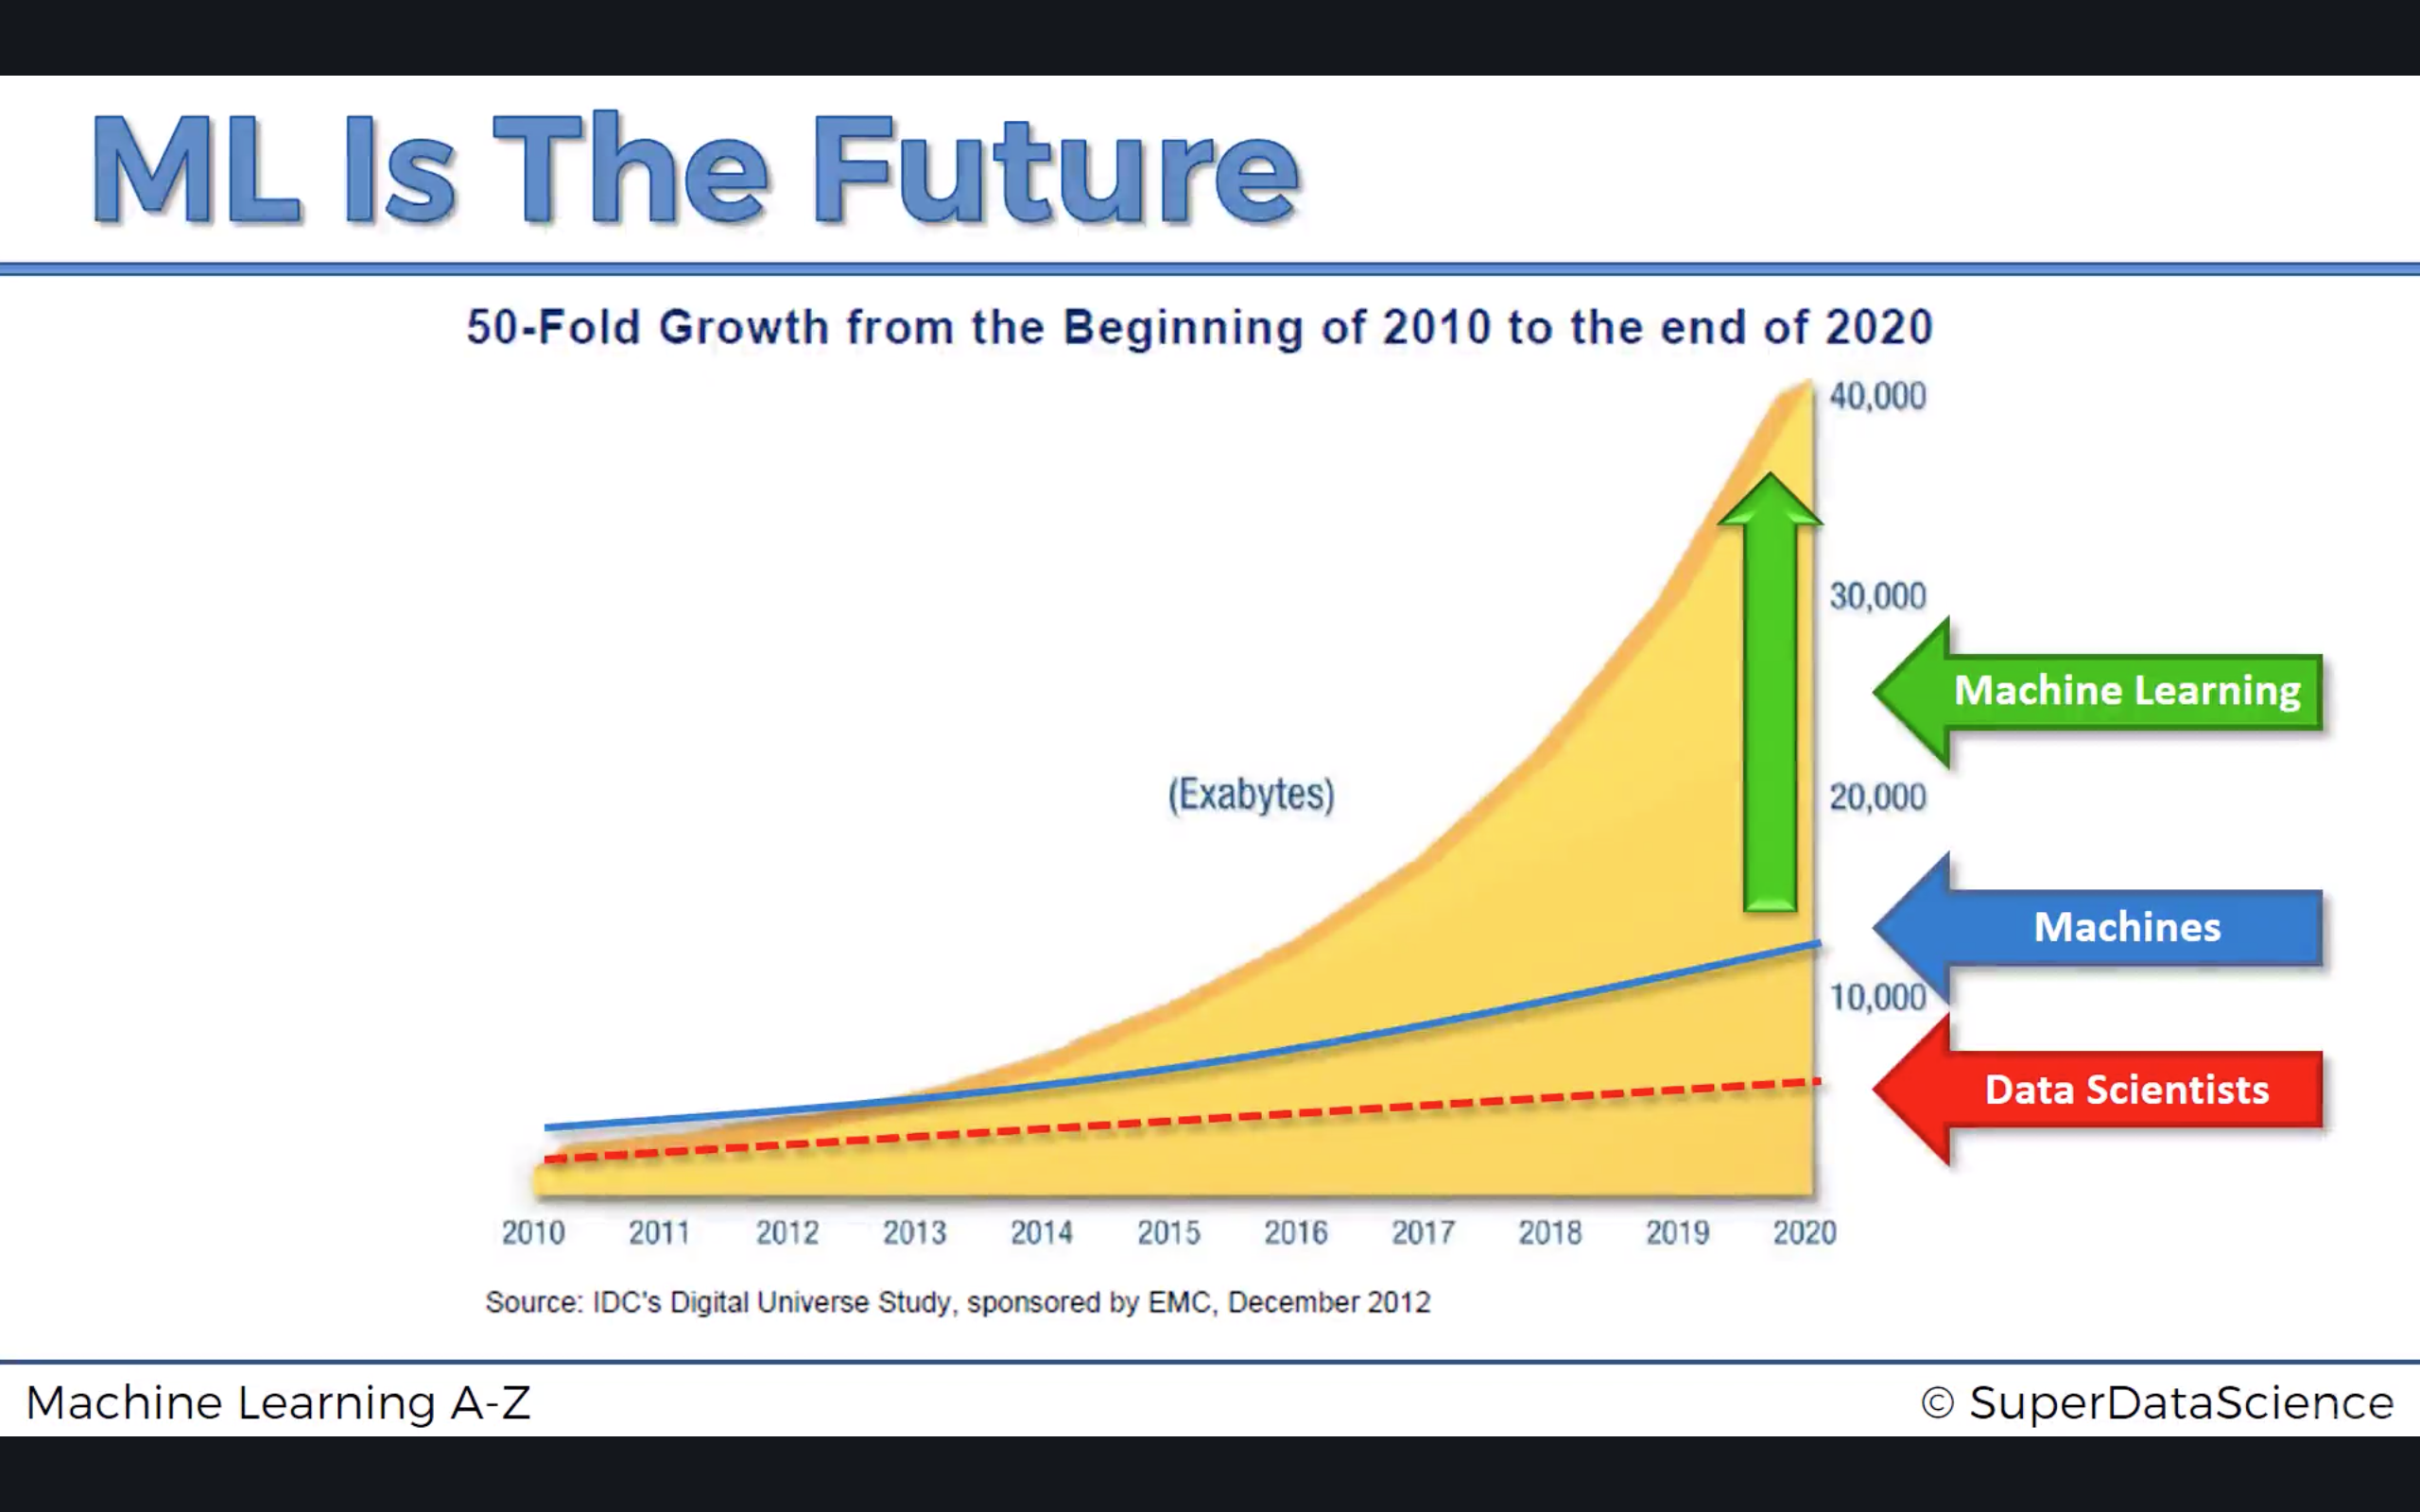 ML Is The Future
50-Fold Growth from the Beginning of 2010 to the end of 2020
40,000
30,000
Machine Learning
(Exabytes)
20,000
Machines
10,000
Data Scientists
2010 2011 2012 2013 2014 2015 2016 2017 2018 2019 2020
Source: IDC's Digital Universe Study, sponsored by EMC, December 2012
Machine Learning A-Z
© SuperDataScience